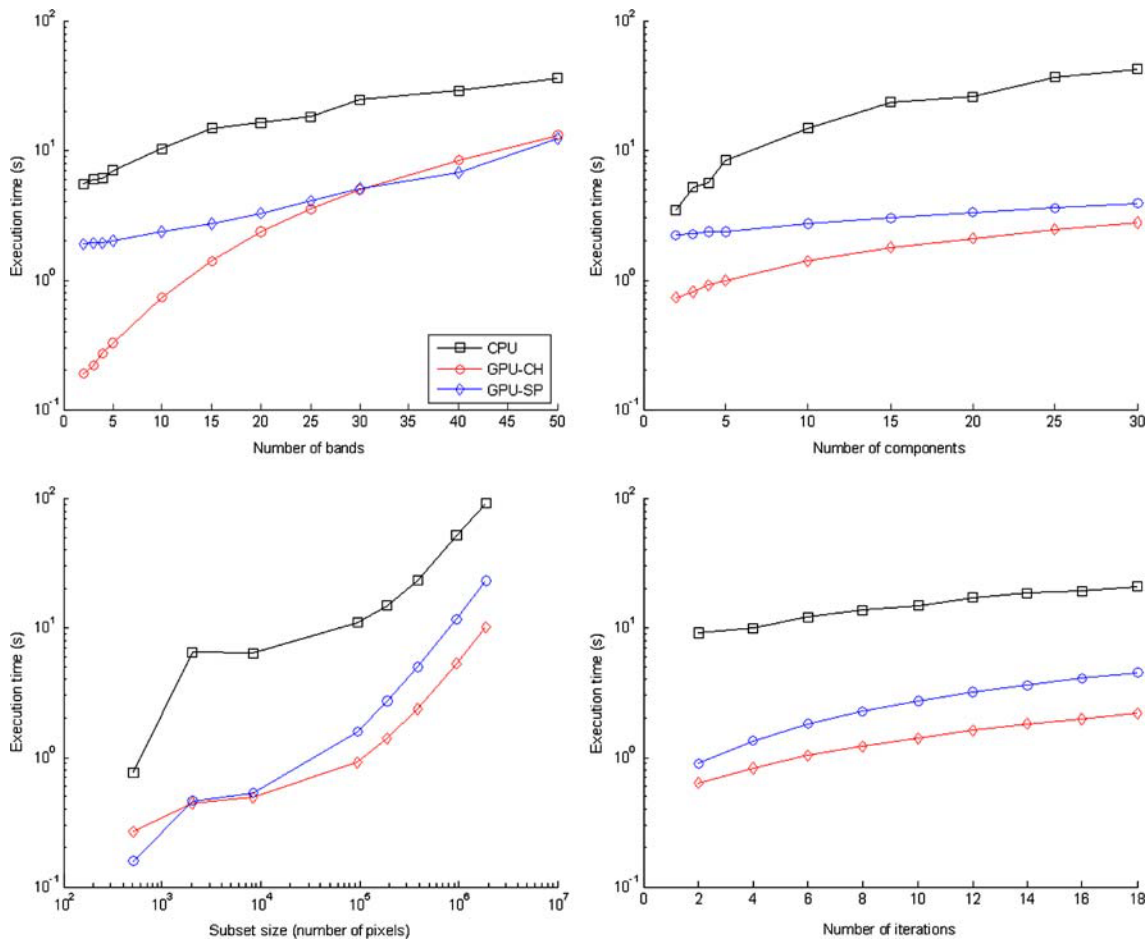 10^2
10^1
10^0
10^-1
Execution time (s)
0 5 10 15 20 25 30 35 40 45 50
Number of bands
CPU
GPU-CH
GPU-SP
10^2
10^1
10^0
10^-1
Execution time (s)
2 5 10 15 20 25 30
Number of components
10^2
10^1
10^0
10^-1
Execution time (s)
10^2 10^3 10^4 10^5 10^6 10^7
Subset size (number of pixels)
10^2
10^1
10^0
10^-1
Execution time (s)
2 4 6 8 10 12 14 16 18
Number of iterations